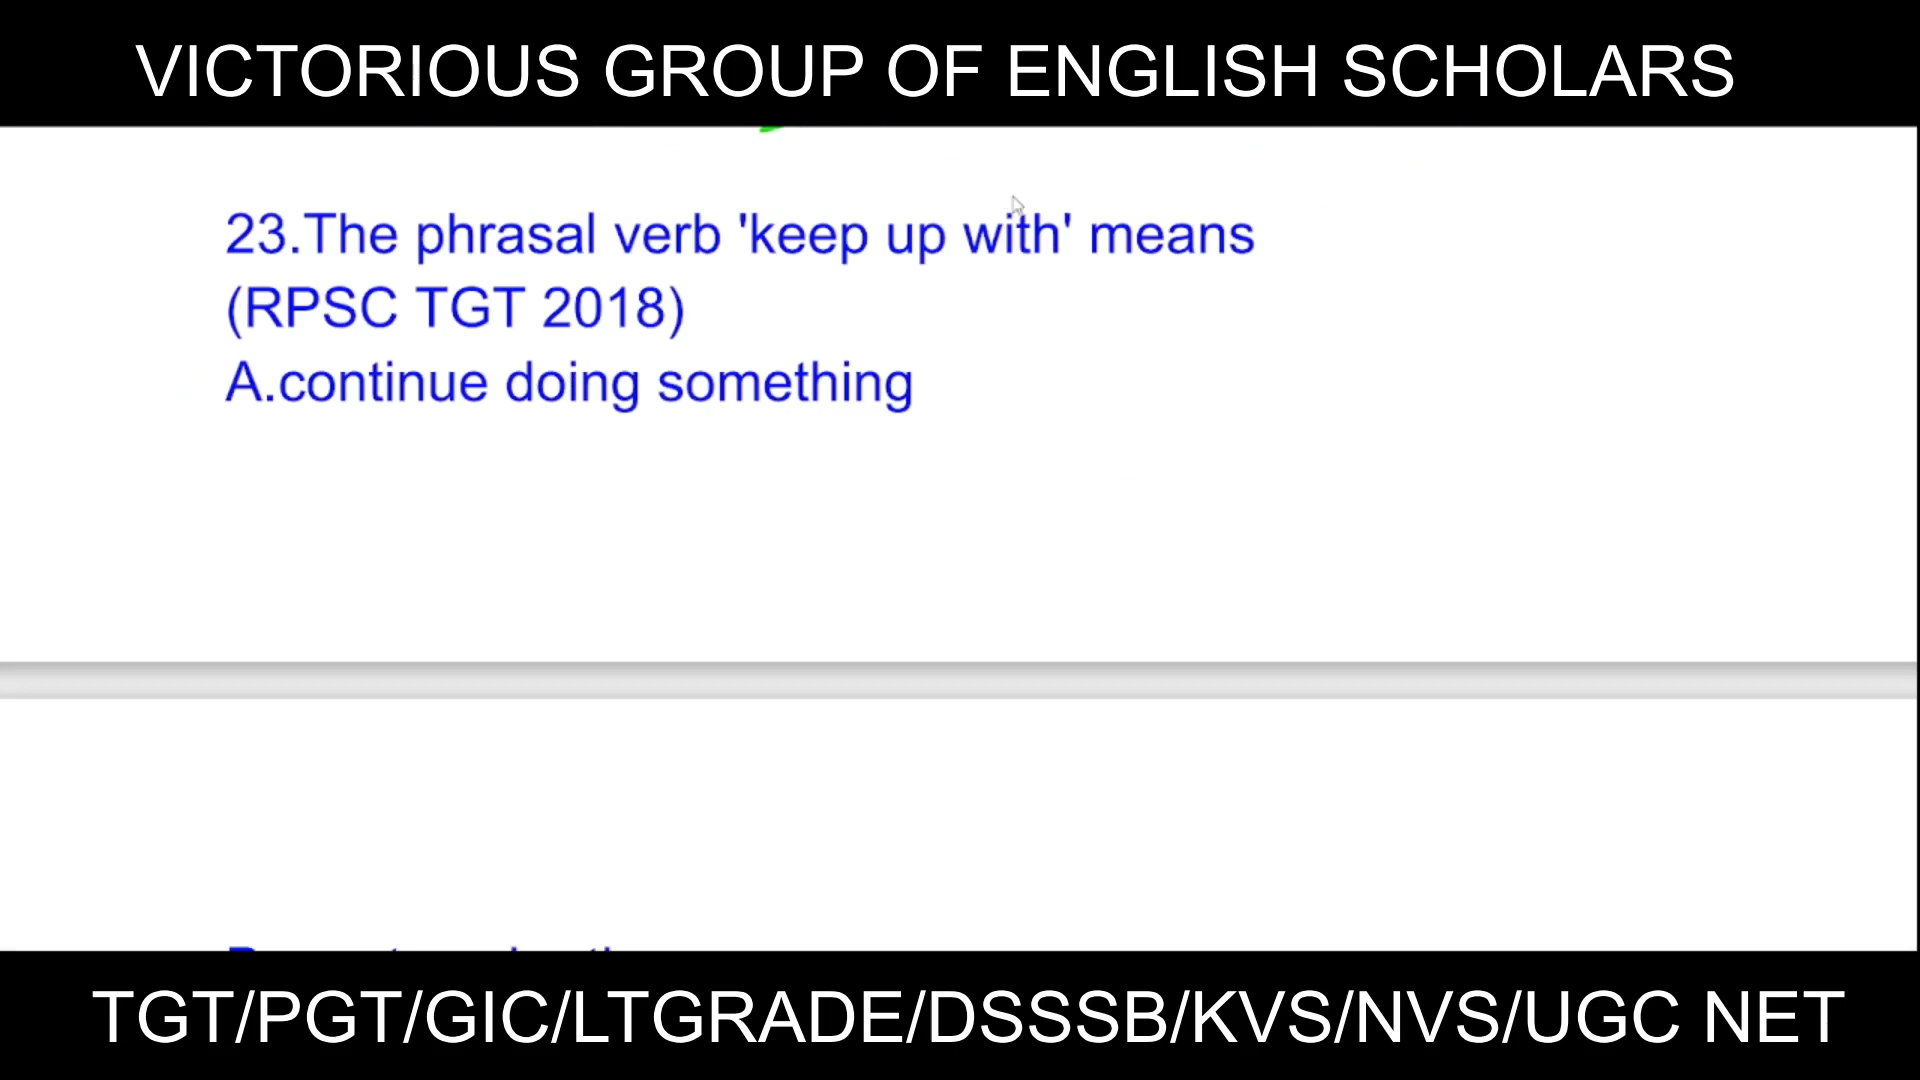 VICTORIOUS GROUP OF ENGLISH SCHOLARS
23.The phrasal verb 'keep up with' means
(RPSC TGT 2018)
A.continue doing something
TGT/PGT/GIC/LTGRADE/DSSSB/KVS/NVS/UGC NET